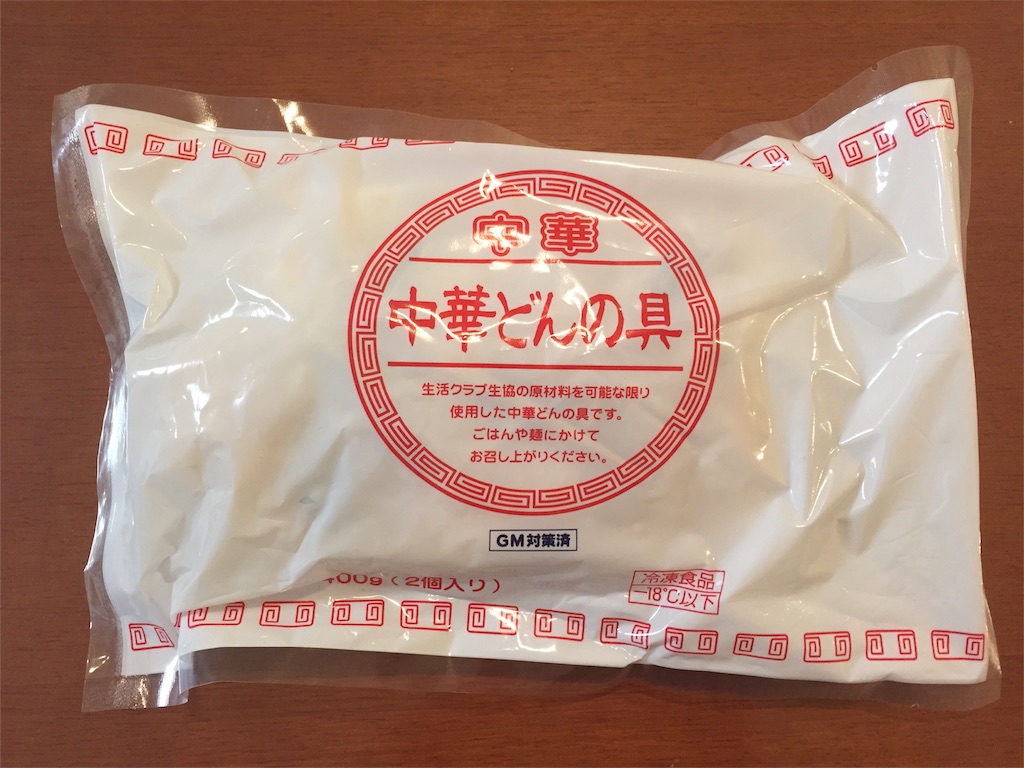 中華
中華どんの具
生活クラブ生協の原材料を可能な限り
使用した中華どんの具です。
ごはんや麺にかけて
お召し上がりください。
GM対策済
400g(2個入り)
冷凍食品
−18℃以下